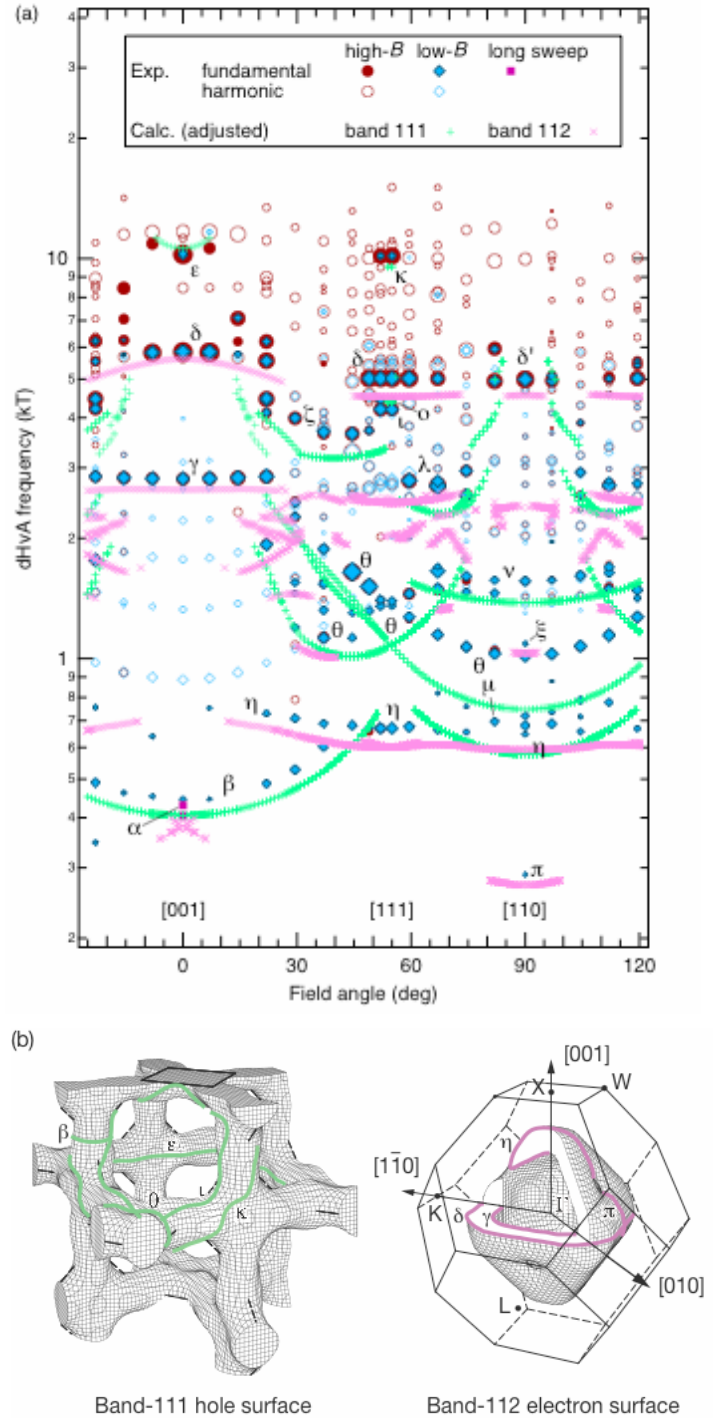 (a)
high-B low-B long sweep
Exp. fundamental
harmonic
Calc. (adjusted) band 111 band 112
dHvA frequency (kT)
4
3
2
10
9
8
7
6
5
4
3
2
1
9
8
7
6
5
4
3
2
ε
κ
δ
δ
δ'
ζ
ι
ο
γ
λ
θ
ν
θ
θ
ξ
θ
μ
η
η
η
β
α
π
[001] [111] [110]
0 30 60 90 120
Field angle (deg)
(b)
β
ε
θ
ι
κ
Band-111 hole surface
[001]
X
W
η
[11̅0]
K
δ
γ
Γ
π
[010]
L
Band-112 electron surface